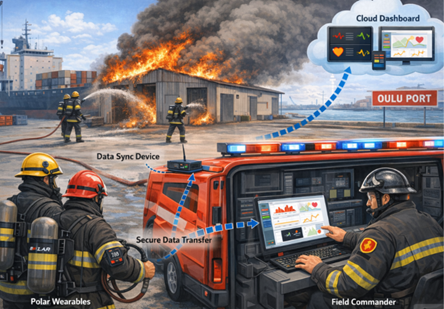 Cloud Dashboard
OULU PORT
Data Sync Device
Secure Data Transfer
POLAR
Polar Wearables
Field Commander